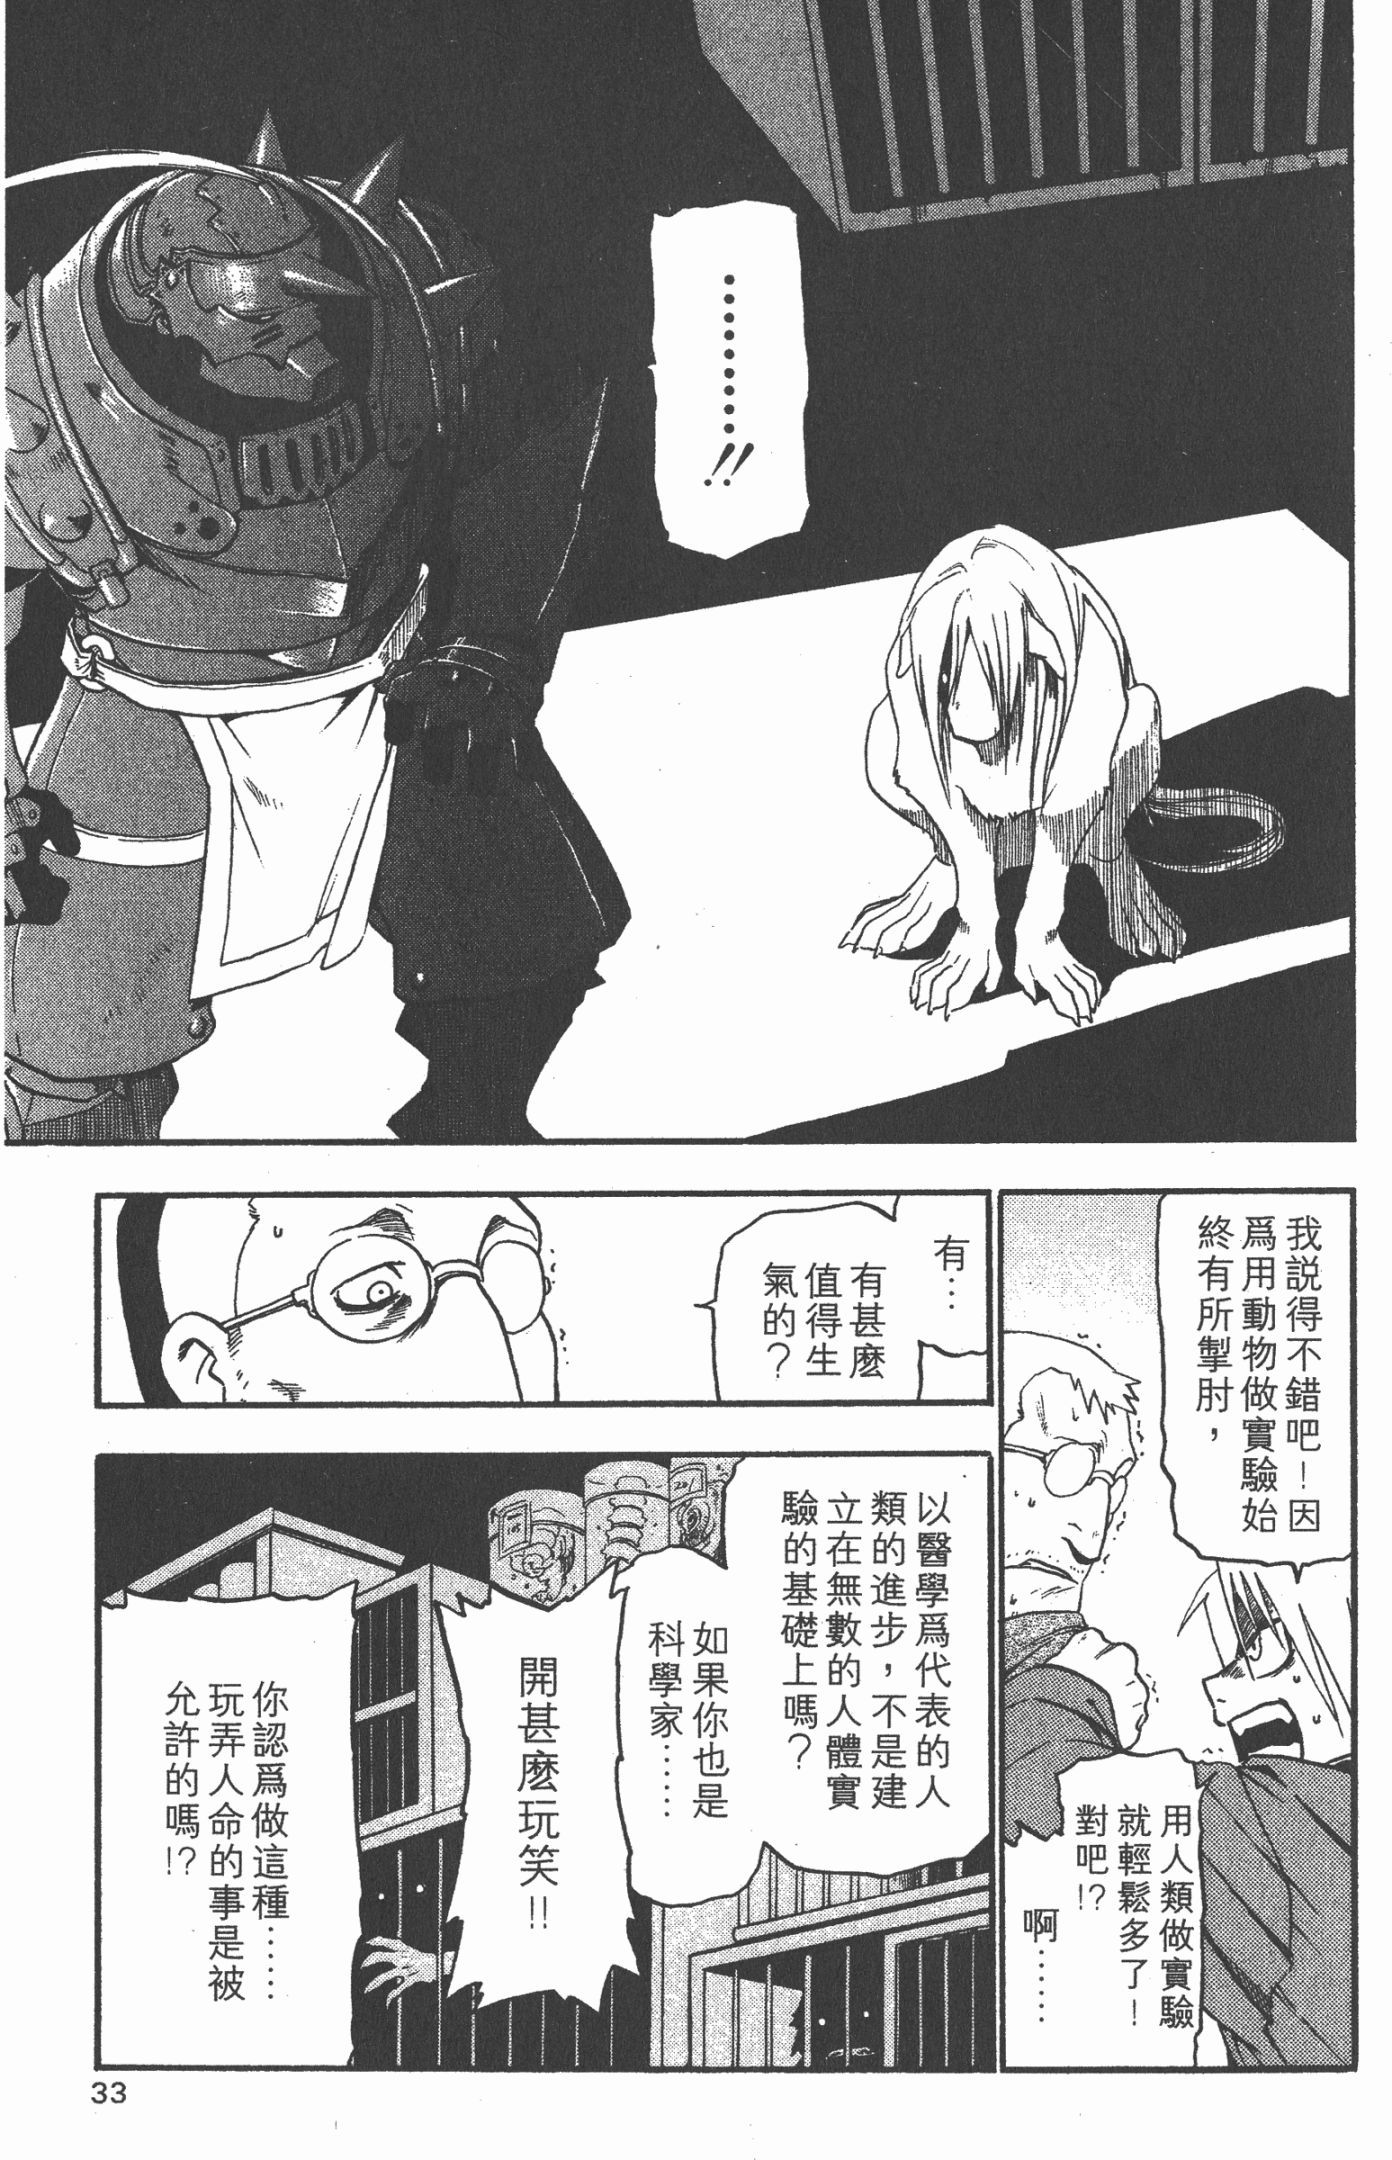 ………!!
我説得不錯吧!因
爲用動物做實驗始
終有所掣肘,
用人類做實驗
就輕鬆多了!
對吧!?
啊……
有…
有甚麼
值得生
氣的?
以醫學爲代表的人
類的進步,不是建
立在無數的人體實
驗的基礎上嗎?
如果你也是
科學家……
開甚麼玩笑!!
你認爲做這種……
玩弄人命的事是被
允許的嗎!?
33